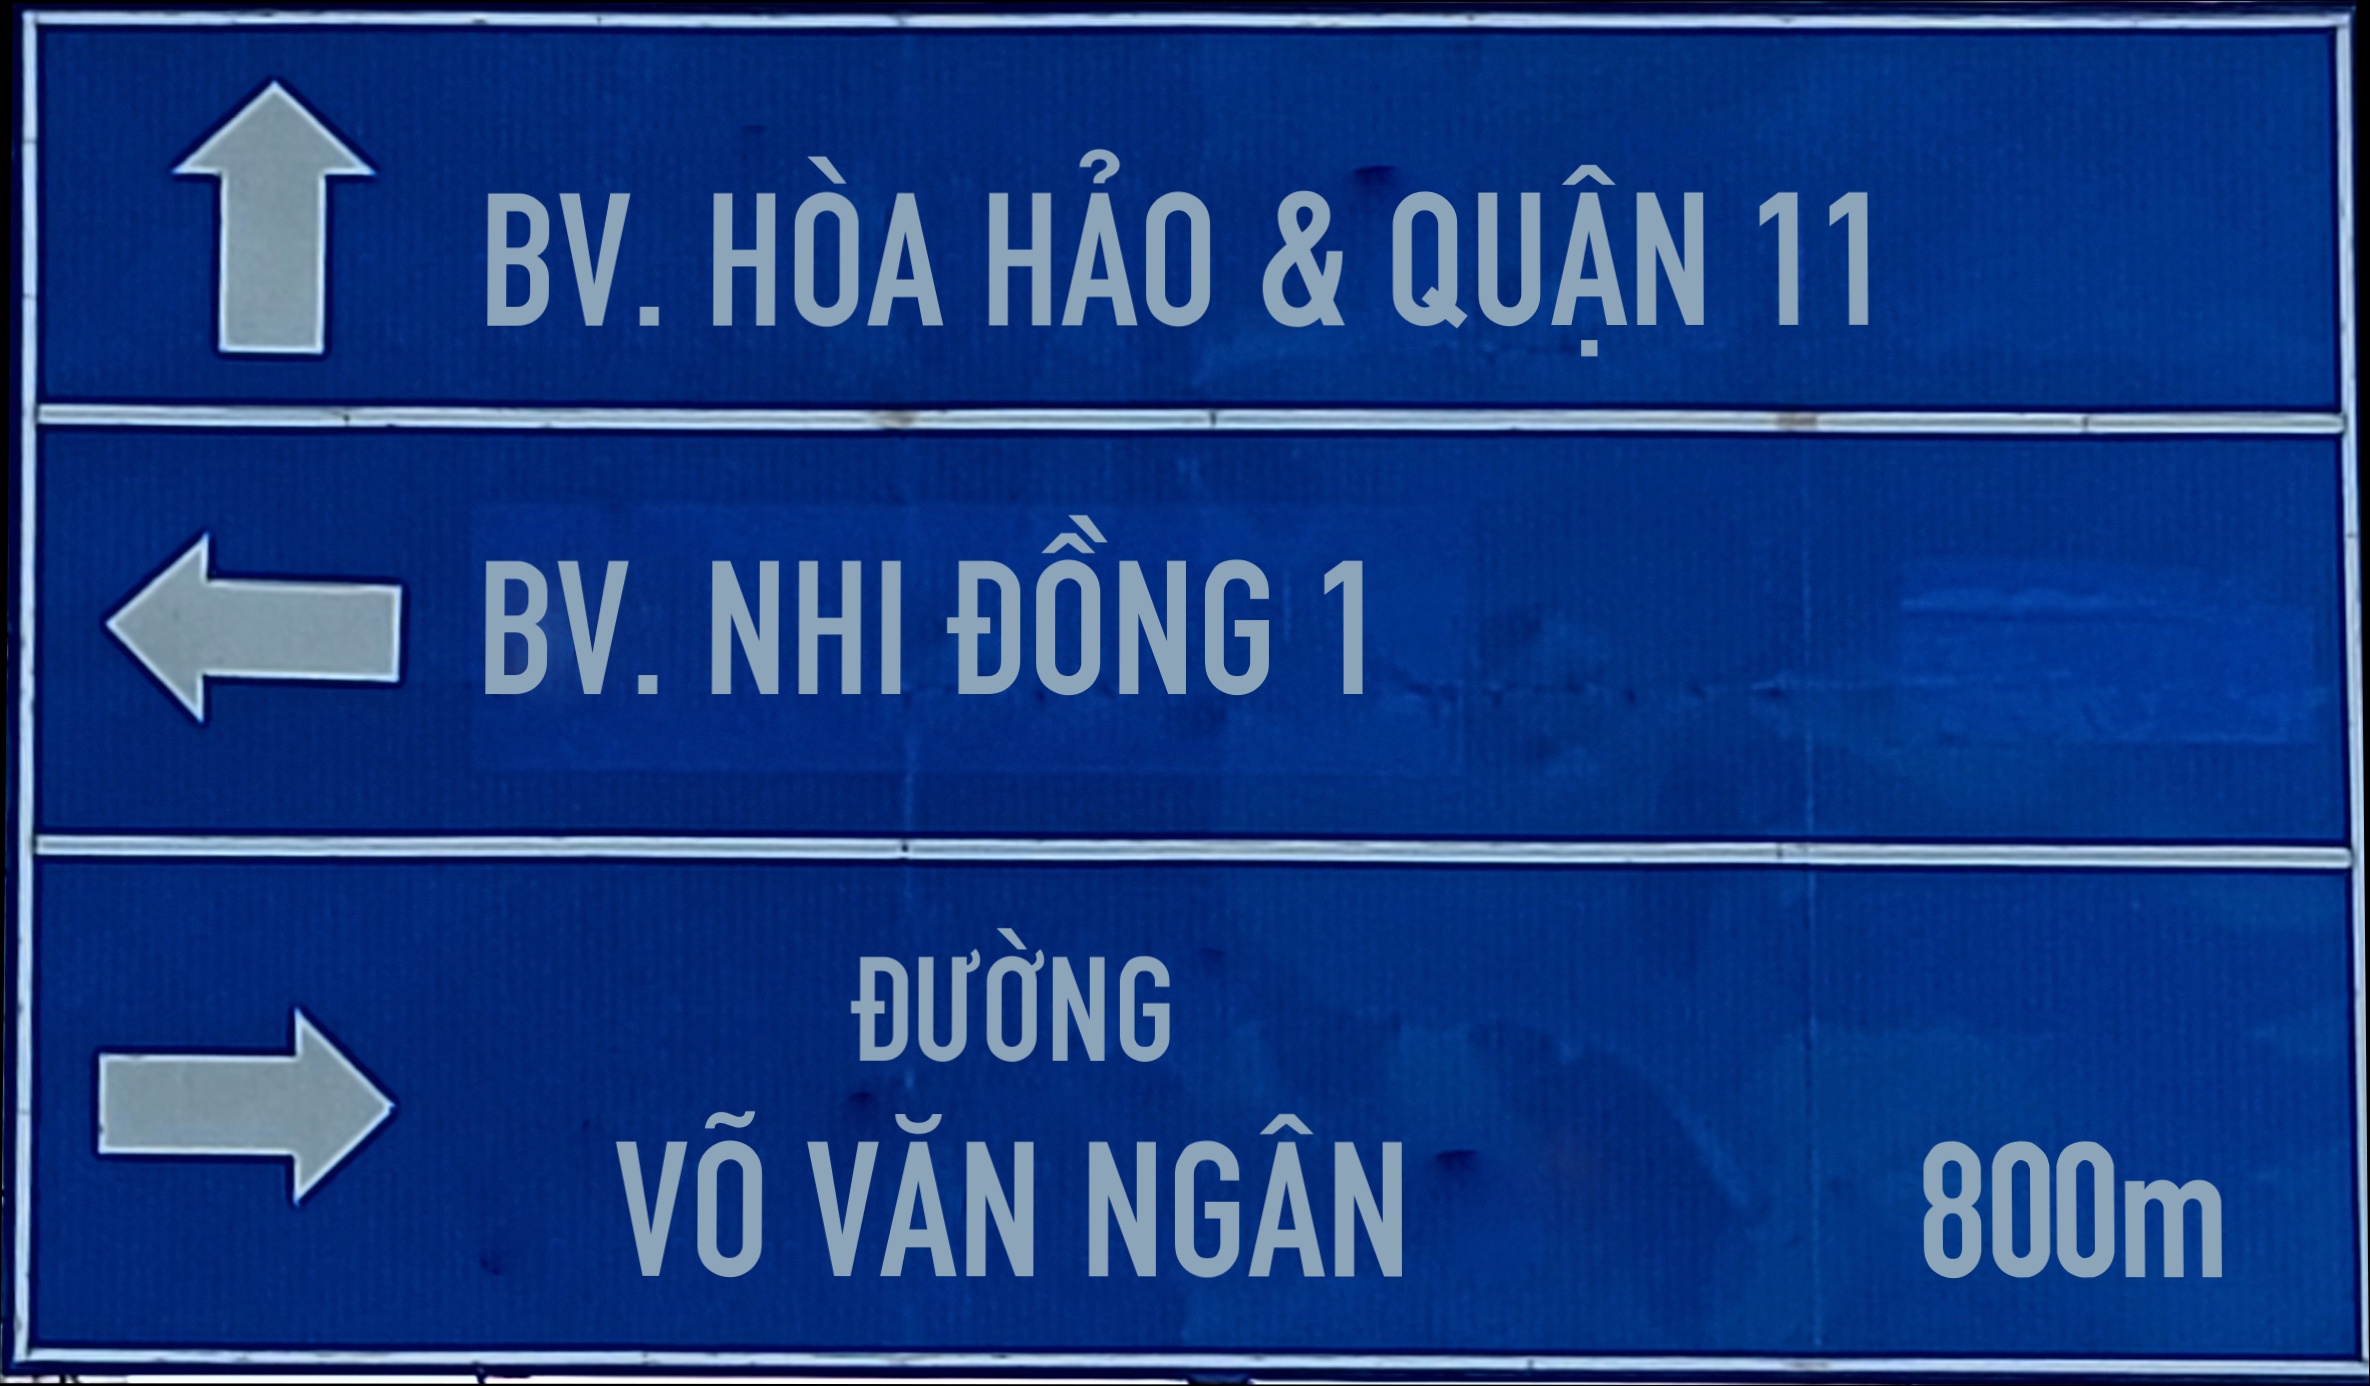 BV. HÒA HẢO & QUẬN 11
BV. NHI ĐỒNG 1
ĐƯỜNG
VÕ VĂN NGÂN 800m